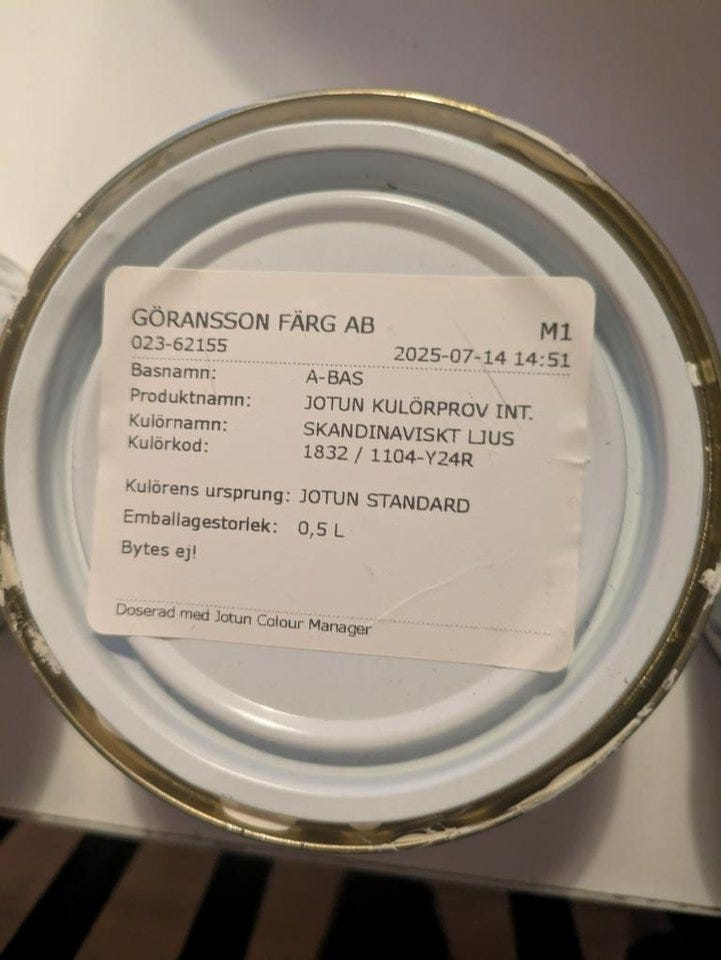 GÖRANSSON FÄRG AB M1
023-62155 2025-07-14 14:51
Basnamn: A-BAS
Produktnamn: JOTUN KULÖRPROV INT.
Kulörnamn: SKANDINAVISKT LJUS
Kulörkod: 1832 / 1104-Y24R
Kulörens ursprung: JOTUN STANDARD
Emballagestorlek: 0,5 L
Bytes ej!
Doserad med Jotun Colour Manager